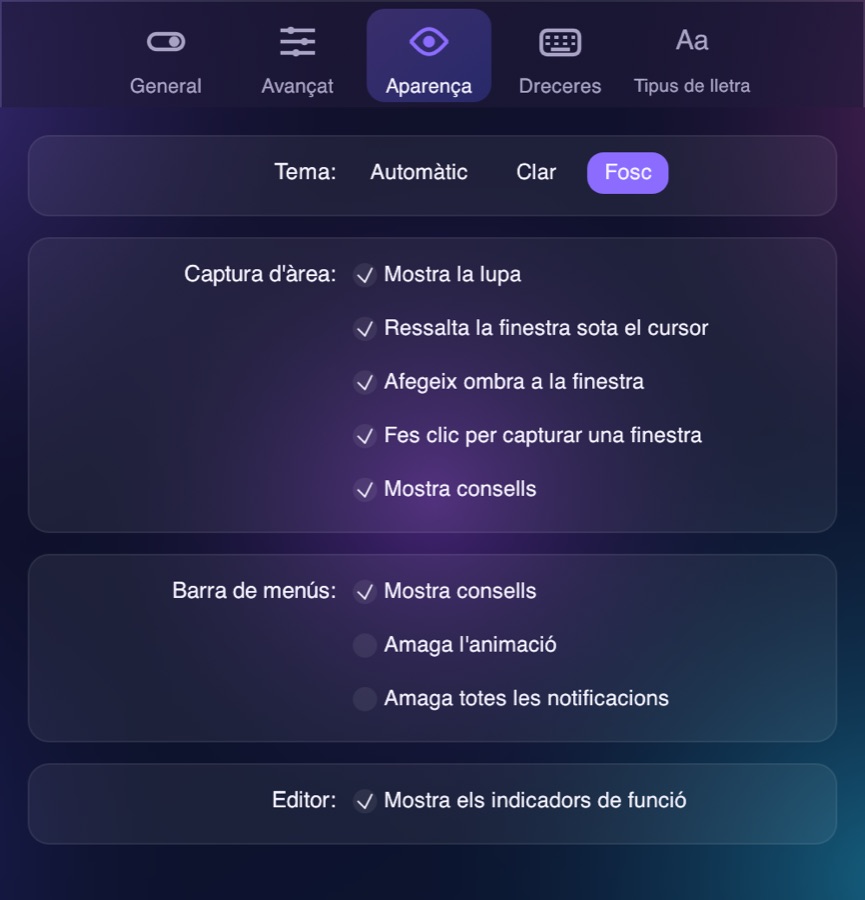 General
Avançat
Aparença
Dreceres
Aa
Tipus de lletra
Tema: Automàtic Clar Fosc
Captura d'àrea: Mostra la lupa
Ressalta la finestra sota el cursor
Afegeix ombra a la finestra
Fes clic per capturar una finestra
Mostra consells
Barra de menús: Mostra consells
Amaga l'animació
Amaga totes les notificacions
Editor: Mostra els indicadors de funció